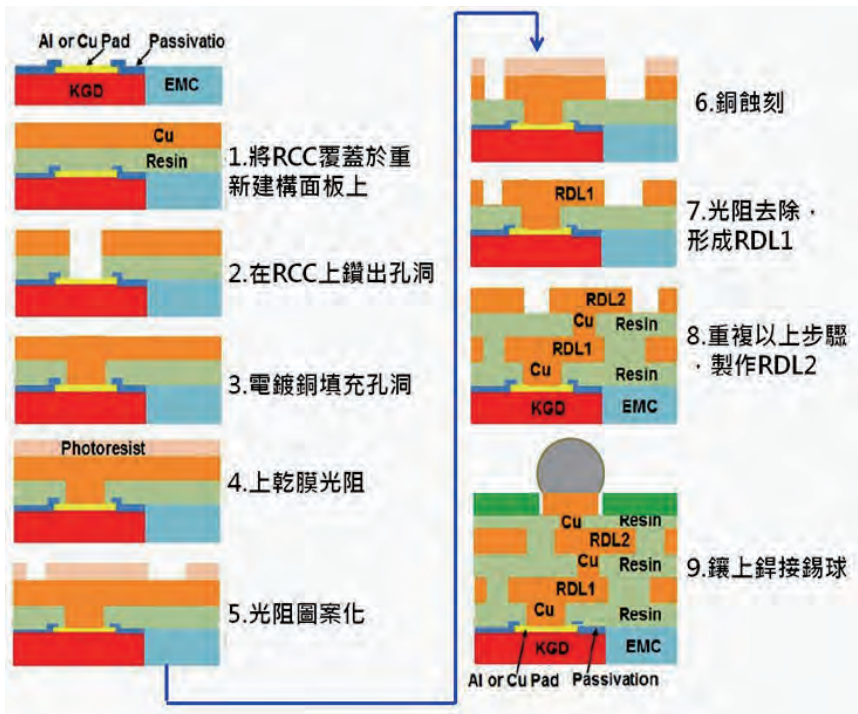 Al or Cu Pad
Passivatio
KGD
EMC
Cu
Resin
1.將RCC覆蓋於重
新建構面板上
2.在RCC上鑽出孔洞
3.電鍍銅填充孔洞
Photoresist
4.上乾膜光阻
5.光阻圖案化
6.銅蝕刻
RDL1
7.光阻去除，
形成RDL1
RDL2
Cu
Resin
RDL1
Cu
Resin
KGD
EMC
8.重複以上步驟
，製作RDL2
Cu
Resin
RDL2
Cu
Resin
RDL1
Cu
Resin
KGD
EMC
Al or Cu Pad
Passivation
9.鑲上銲接錫球